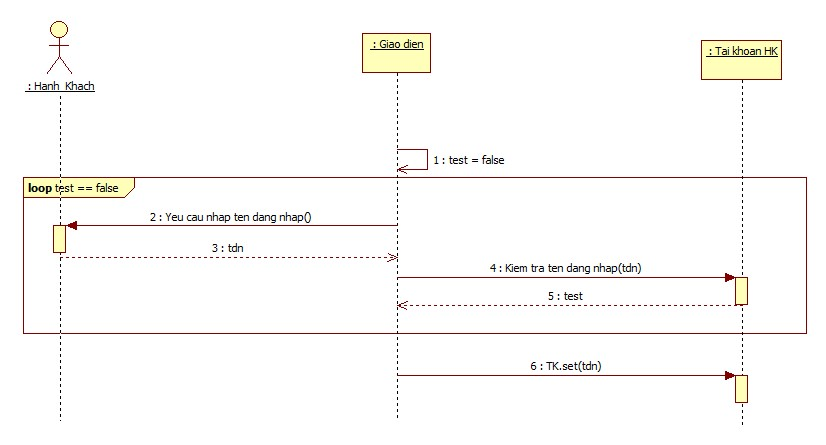 : Giao dien
: Tai khoan HK
: Hanh_Khach
1 : test = false
loop test == false
2 : Yeu cau nhap ten dang nhap()
3 : tdn
4 : Kiem tra ten dang nhap(tdn)
5 : test
6 : TK.set(tdn)